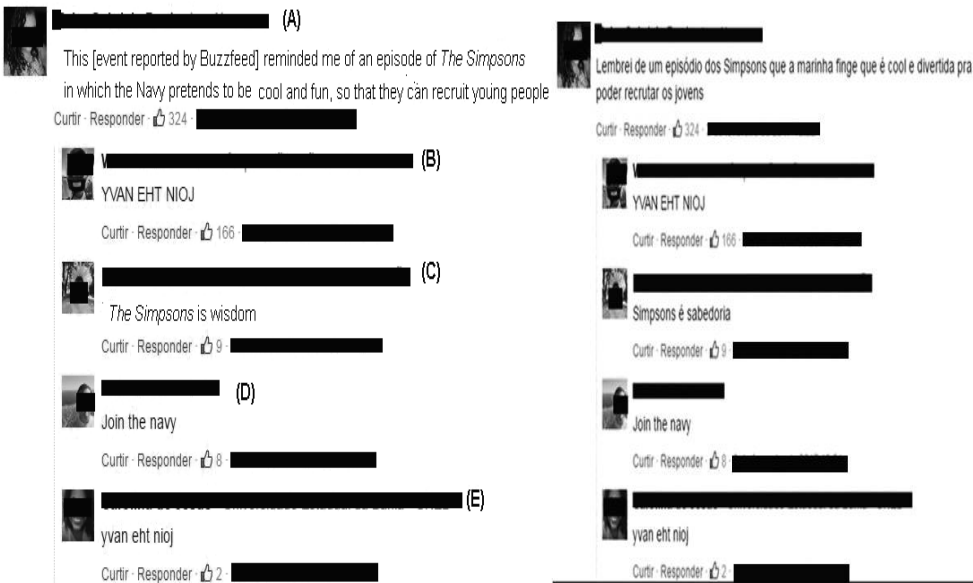 (A)
This [event reported by Buzzfeed] reminded me of an episode of The Simpsons
in which the Navy pretends to be cool and fun, so that they can recruit young people
Curtir · Responder · 324 ·
(B)
YVAN EHT NIOJ
Curtir · Responder · 166 ·
(C)
The Simpsons is wisdom
Curtir · Responder · 9 ·
(D)
Join the navy
Curtir · Responder · 8 ·
(E)
yvan eht nioj
Curtir · Responder · 2 ·
Lembrei de um episódio dos Simpsons que a marinha finge que é cool e divertida pra
poder recrutar os jovens
Curtir · Responder · 324 ·
YVAN EHT NIOJ
Curtir · Responder · 166 ·
Simpsons é sabedoria
Curtir · Responder · 9 ·
Join the navy
Curtir · Responder · 8 ·
yvan eht nioj
Curtir · Responder · 2 ·